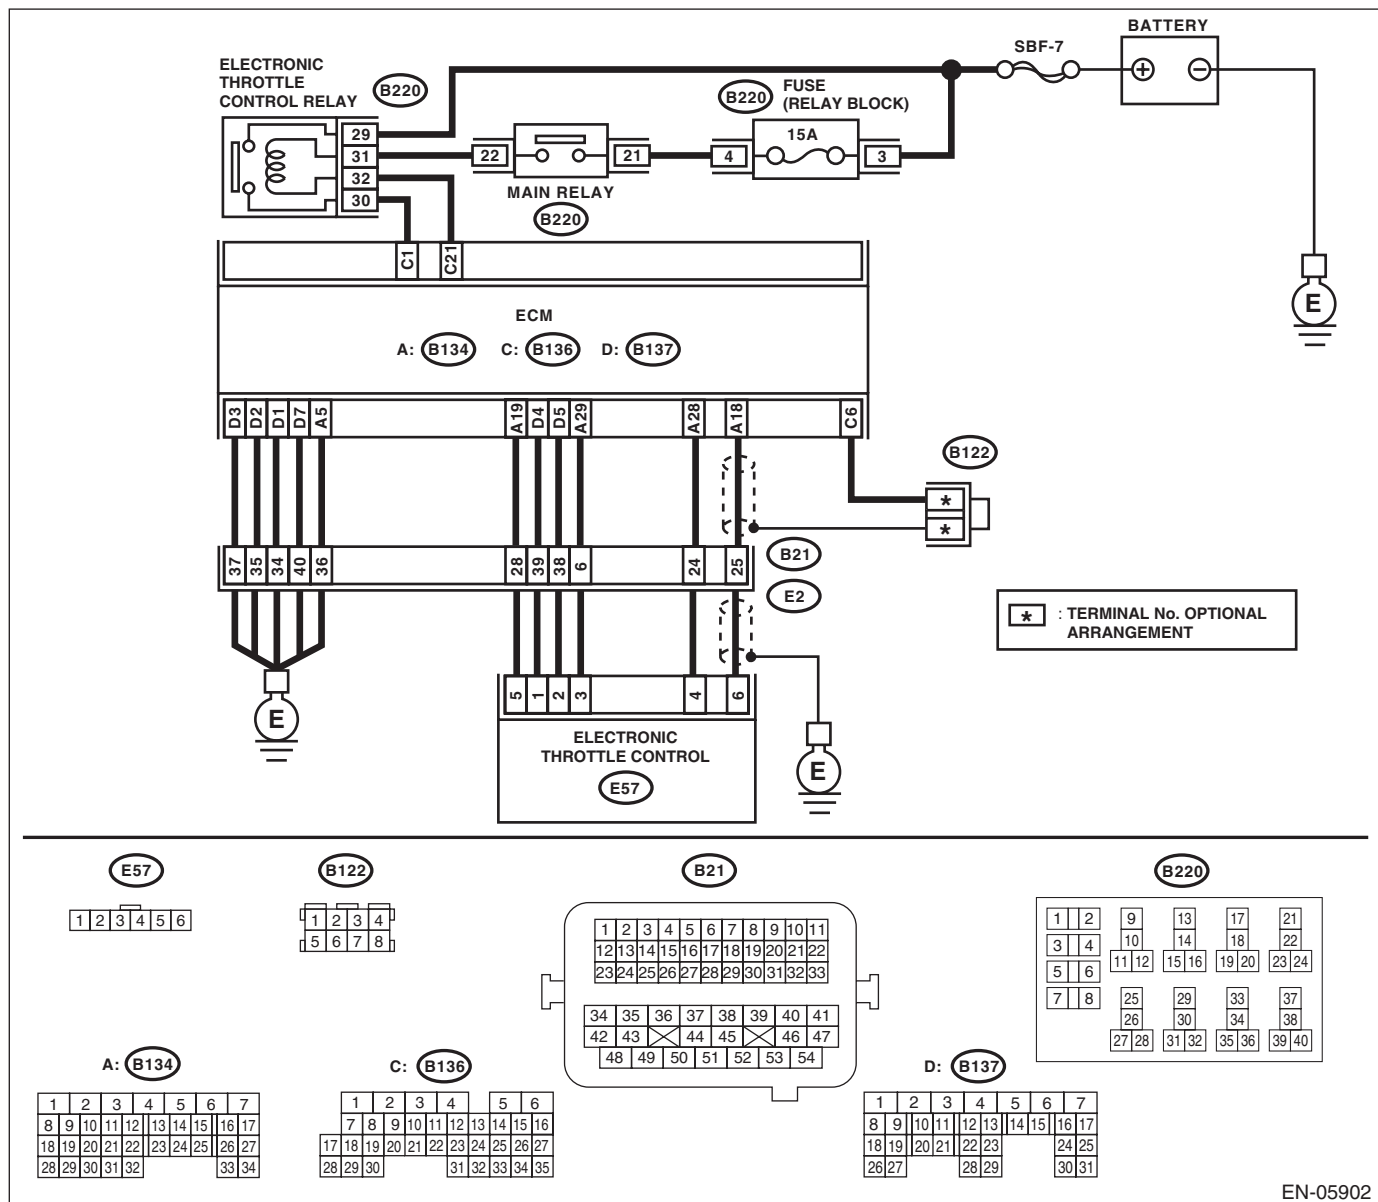 BATTERY
SBF-7
ELECTRONIC
THROTTLE
CONTROL RELAY
B220
B220
FUSE
(RELAY BLOCK)
15A
29
31
32
30
22
21
4
3
MAIN RELAY
B220
C1
C21
E
ECM
A: B134 C: B136 D: B137
D3 D2 D1 D7 A5 A19 D4 D5 A29 A28 A18 C6
B122
*
*
37 35 34 40 36 28 39 38 6 24 25
B21
E2
* : TERMINAL No. OPTIONAL
ARRANGEMENT
5 1 2 3 4 6
E
ELECTRONIC
THROTTLE CONTROL
E57
E
E57
1 2 3 4 5 6
B122
1 2 3 4
5 6 7 8
B21
1 2 3 4 5 6 7 8 9 10 11
12 13 14 15 16 17 18 19 20 21 22
23 24 25 26 27 28 29 30 31 32 33
34 35 36 37 38 39 40 41
42 43 44 45 46 47
48 49 50 51 52 53 54
B220
1 2 9 13 17 21
3 4 10 14 18 22
5 6 11 12 15 16 19 20 23 24
7 8 25 29 33 37
26 30 34 38
27 28 31 32 35 36 39 40
A: B134
1 2 3 4 5 6 7
8 9 10 11 12 13 14 15 16 17
18 19 20 21 22 23 24 25 26 27
28 29 30 31 32 33 34
C: B136
1 2 3 4 5 6
7 8 9 10 11 12 13 14 15 16
17 18 19 20 21 22 23 24 25 26 27
28 29 30 31 32 33 34 35
D: B137
1 2 3 4 5 6 7
8 9 10 11 12 13 14 15 16 17
18 19 20 21 22 23 24 25
26 27 28 29 30 31
EN-05902